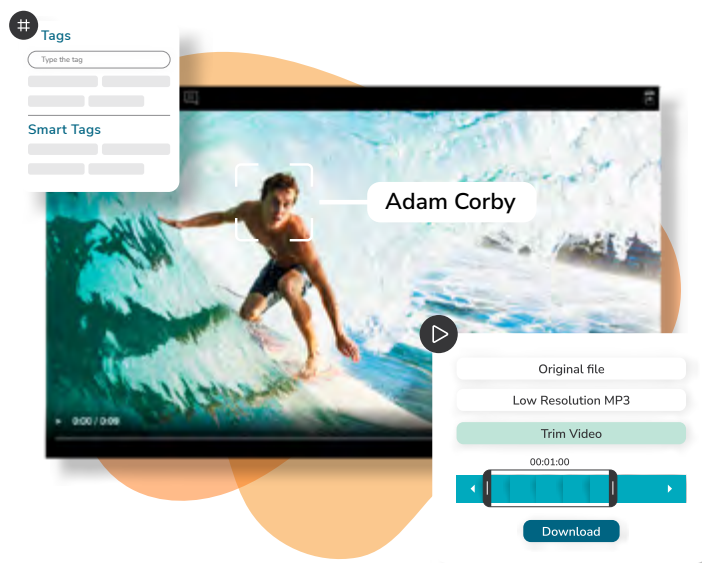 #
Tags
Type the tag
Smart Tags
Adam Corby
0:00 / 0:09
Original file
Low Resolution MP3
Trim Video
00:01:00
Download